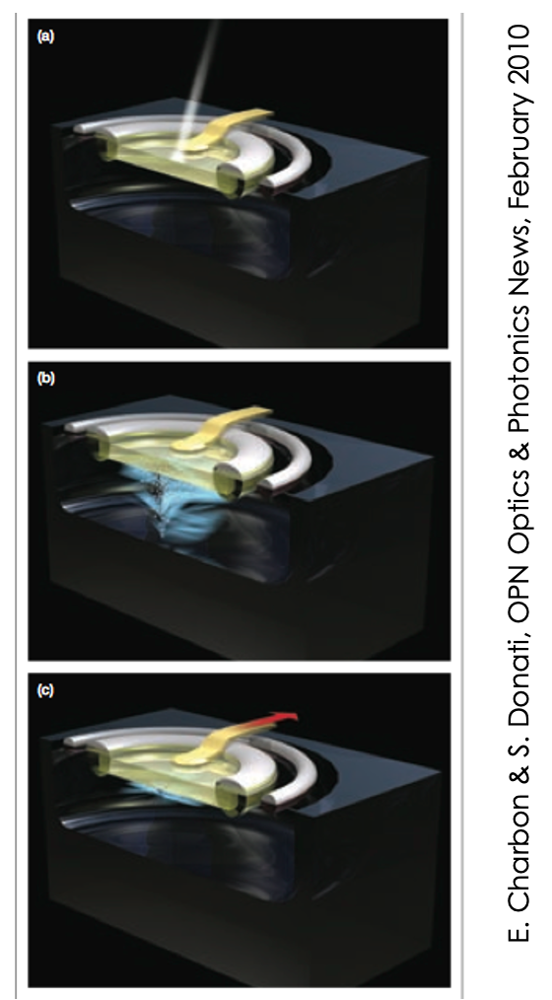 (a)
(b)
(c)
E. Charbon & S. Donati, OPN Optics & Photonics News, February 2010